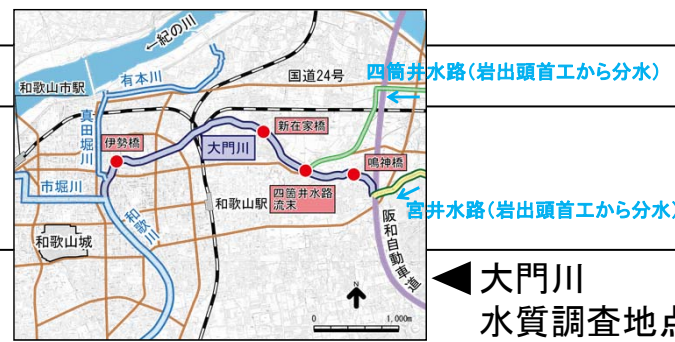 ←紀の川
国道24号
四箇井水路(岩出頭首工から分水)
有本川
和歌山市駅
真田堀川
新在家橋
伊勢橋
大門川
鳴神橋
市堀川
四箇井水路
流末
和歌山駅
和歌川
宮井水路(岩出頭首工から分水)
和歌山城
阪和自動車道
◀大門川
水質調査地点
0
1,000m